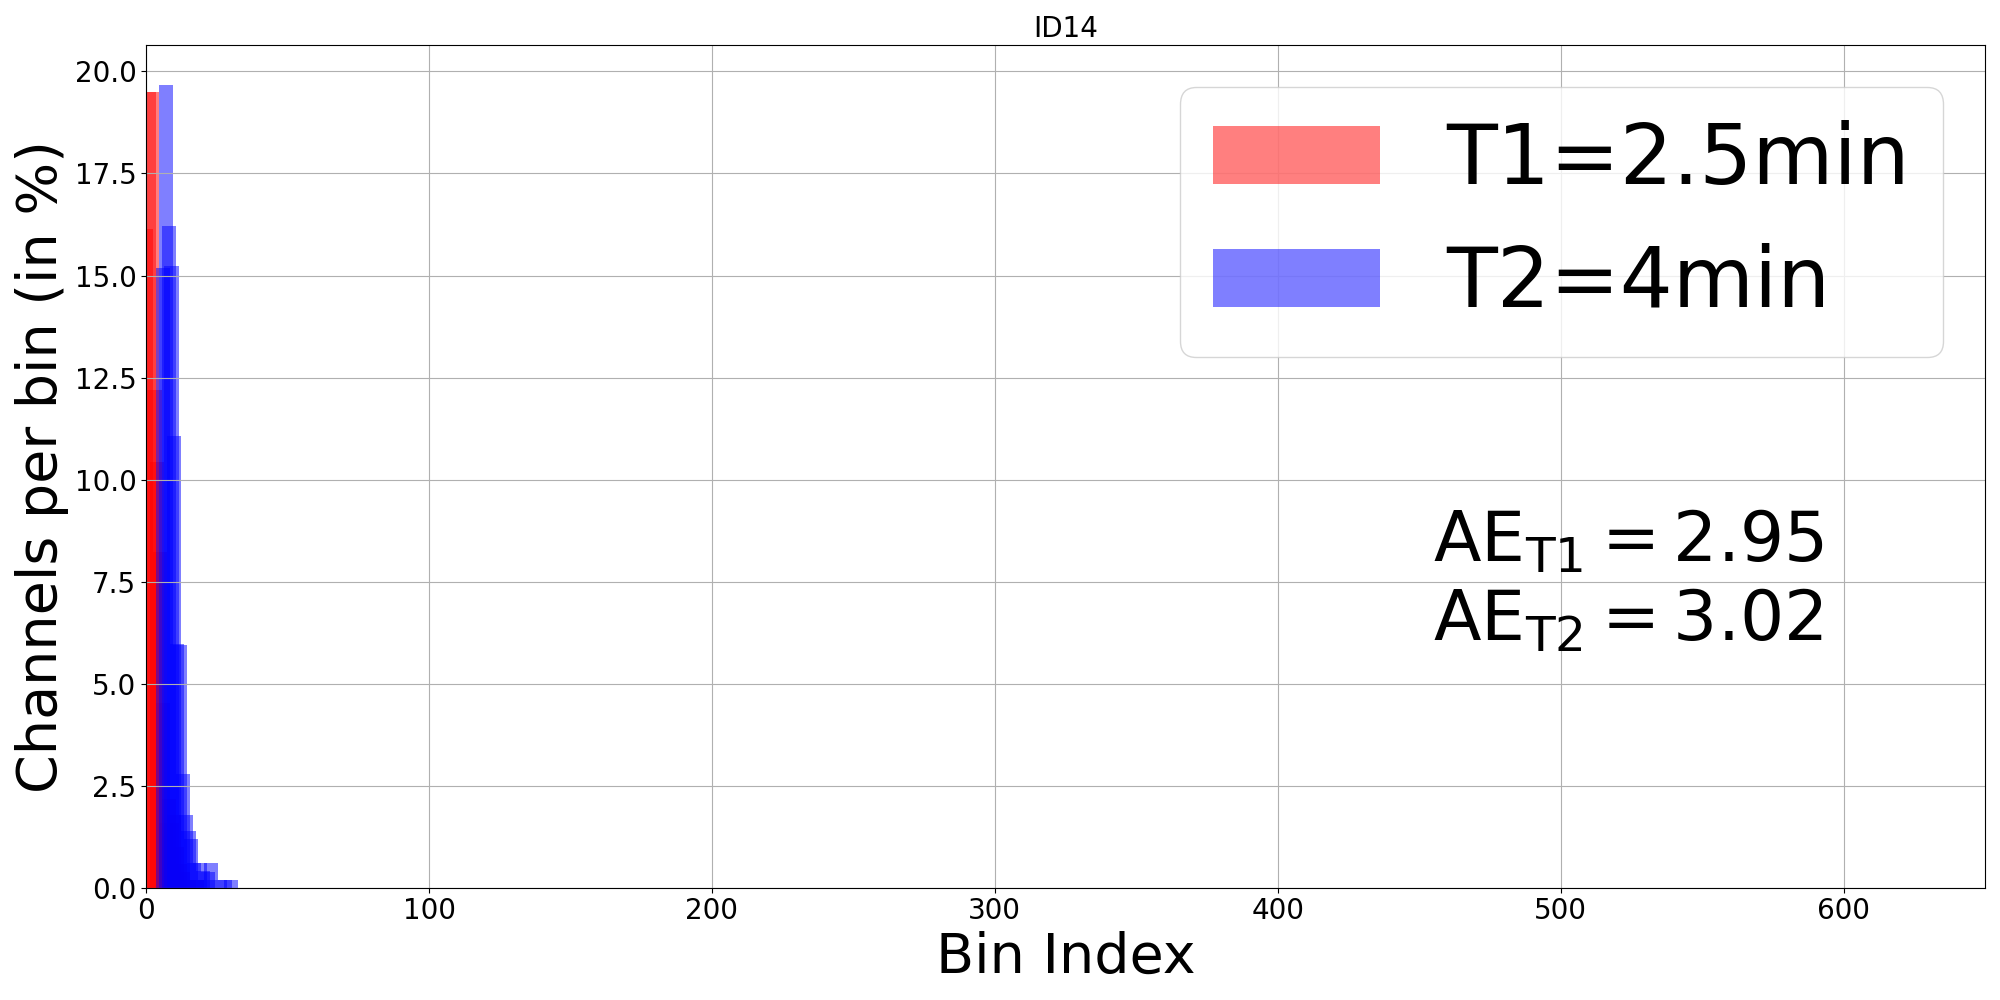 ID14
Channels per bin (in %)
20.0
17.5
15.0
12.5
10.0
7.5
5.0
2.5
0.0
T1=2.5min
T2=4min
AE_T1 = 2.95
AE_T2 = 3.02
0 100 200 300 400 500 600
Bin Index